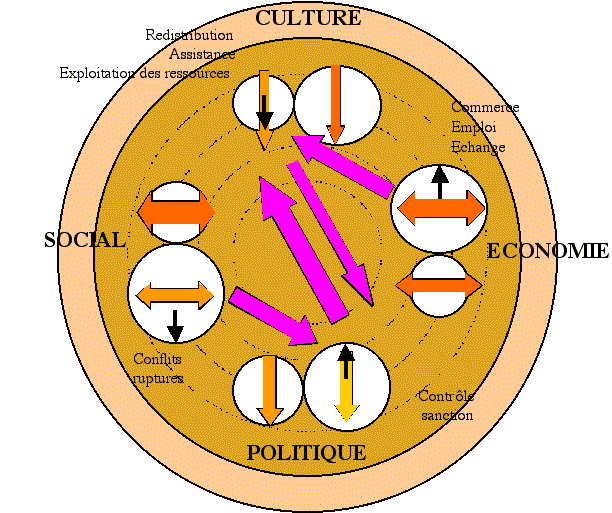 CULTURE
Redistribution
Assistance
Exploitation des ressources
Commerce
Emploi
Echange
SOCIAL
ECONOMIE
Conflits
ruptures
Contrôle
sanction
POLITIQUE